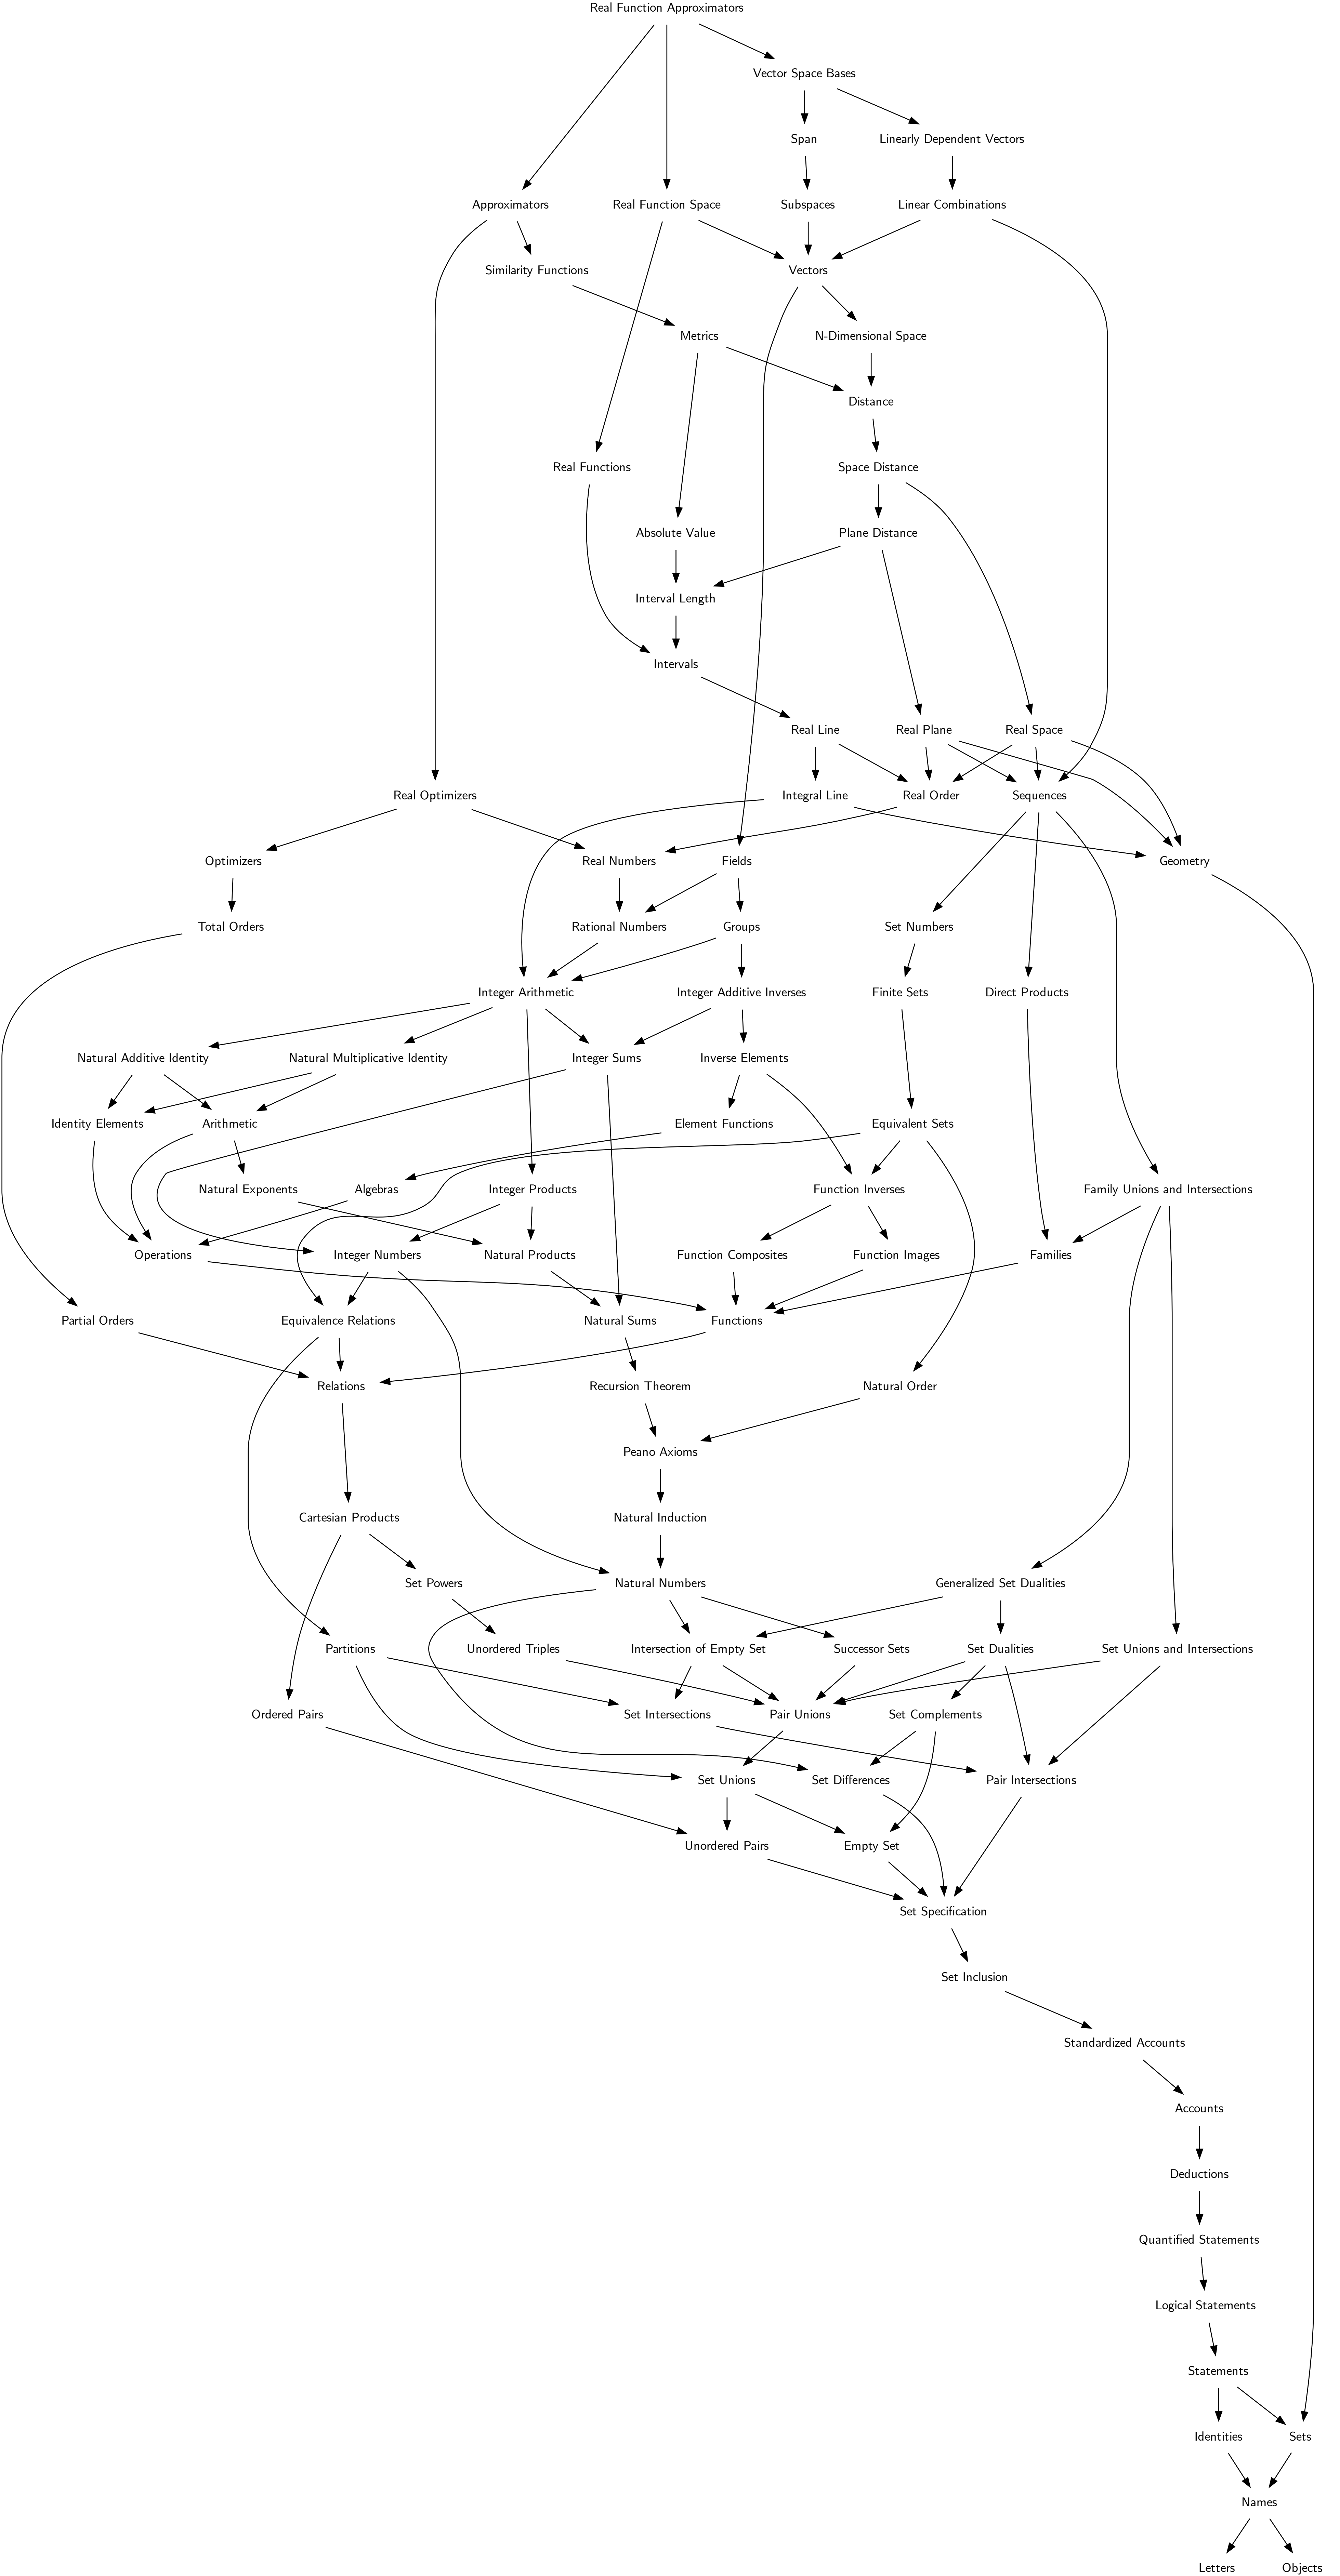 Real Function Approximators
Vector Space Bases
Span
Linearly Dependent Vectors
Approximators
Real Function Space
Subspaces
Linear Combinations
Similarity Functions
Vectors
Metrics
N-Dimensional Space
Distance
Real Functions
Space Distance
Absolute Value
Plane Distance
Interval Length
Intervals
Real Line
Real Plane
Real Space
Real Optimizers
Integral Line
Real Order
Sequences
Optimizers
Real Numbers
Fields
Geometry
Total Orders
Rational Numbers
Groups
Set Numbers
Integer Arithmetic
Integer Additive Inverses
Finite Sets
Direct Products
Natural Additive Identity
Natural Multiplicative Identity
Integer Sums
Inverse Elements
Identity Elements
Arithmetic
Element Functions
Equivalent Sets
Natural Exponents
Algebras
Integer Products
Function Inverses
Family Unions and Intersections
Operations
Integer Numbers
Natural Products
Function Composites
Function Images
Families
Partial Orders
Equivalence Relations
Natural Sums
Functions
Relations
Recursion Theorem
Natural Order
Peano Axioms
Cartesian Products
Natural Induction
Set Powers
Natural Numbers
Generalized Set Dualities
Partitions
Unordered Triples
Intersection of Empty Set
Successor Sets
Set Dualities
Set Unions and Intersections
Ordered Pairs
Set Intersections
Pair Unions
Set Complements
Set Unions
Set Differences
Pair Intersections
Unordered Pairs
Empty Set
Set Specification
Set Inclusion
Standardized Accounts
Accounts
Deductions
Quantified Statements
Logical Statements
Statements
Identities
Sets
Names
Letters
Objects